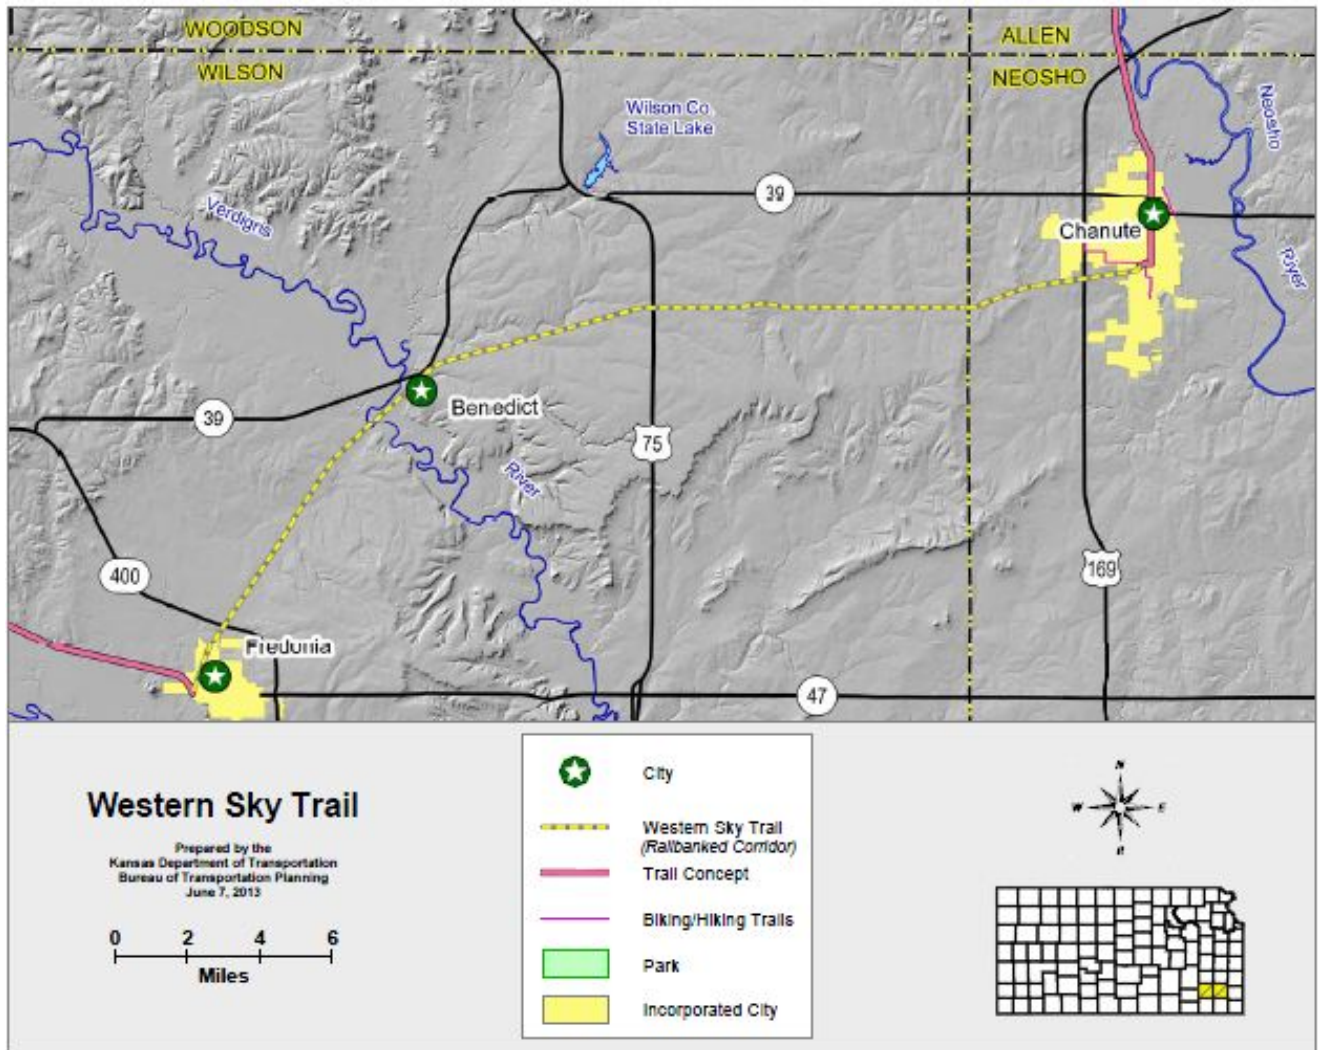 WOODSON
WILSON
ALLEN
NEOSHO
Wilson Co.
State Lake
Neosho
River
Verdigris
39
Chanute
Benedict
39
75
River
400
169
Fredonia
47
Western Sky Trail
Prepared by the
Kansas Department of Transportation
Bureau of Transportation Planning
June 7, 2013
0 2 4 6
Miles
City
Western Sky Trail
(Railbanked Corridor)
Trail Concept
Biking/Hiking Trails
Park
Incorporated City
N
W E
S